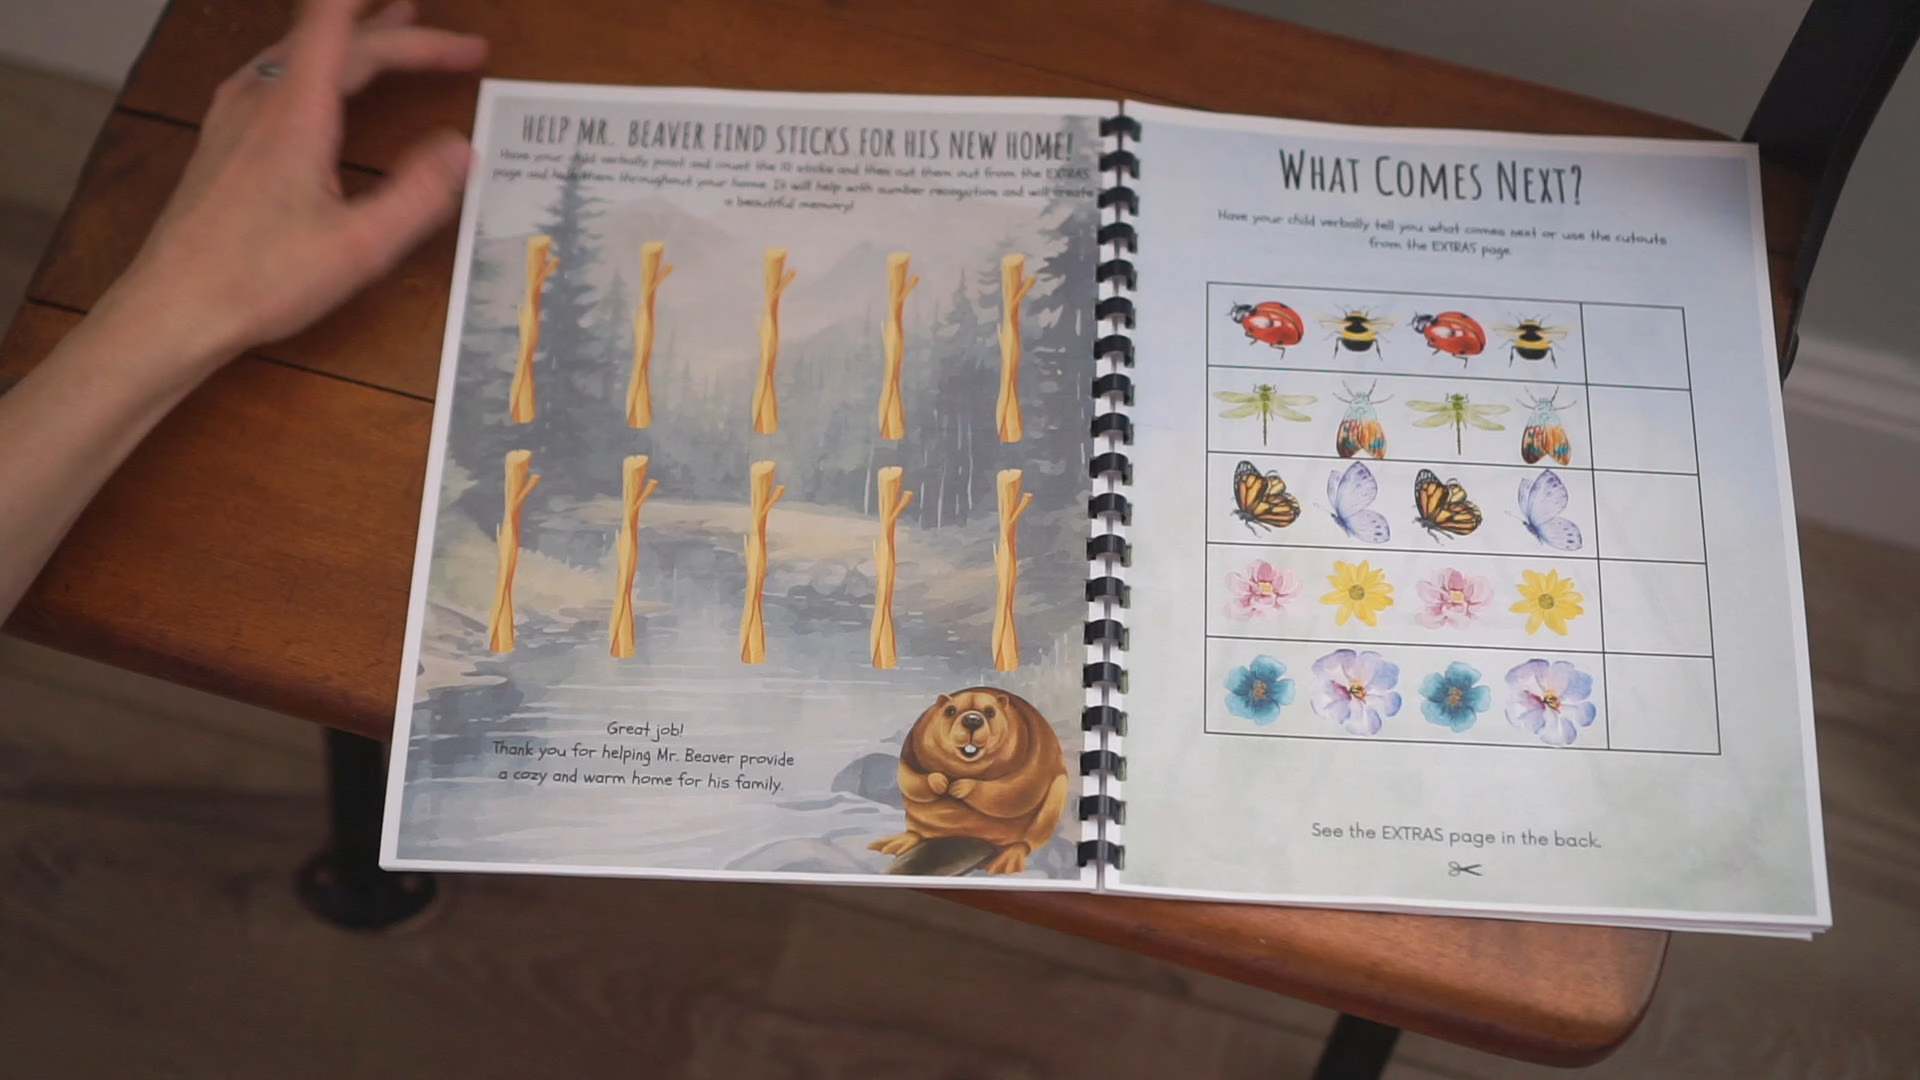 HELP MR. BEAVER FIND STICKS FOR HIS NEW HOME!
Have your child verbally point and count the 10 sticks and then cut them out from the EXTRAS
page and hide them throughout your home. It will help with number recognition and will create
a beautiful memory!
Great job!
Thank you for helping Mr. Beaver provide
a cozy and warm home for his family.
WHAT COMES NEXT?
Have your child verbally tell you what comes next or use the cutouts
from the EXTRAS page
See the EXTRAS page in the back.